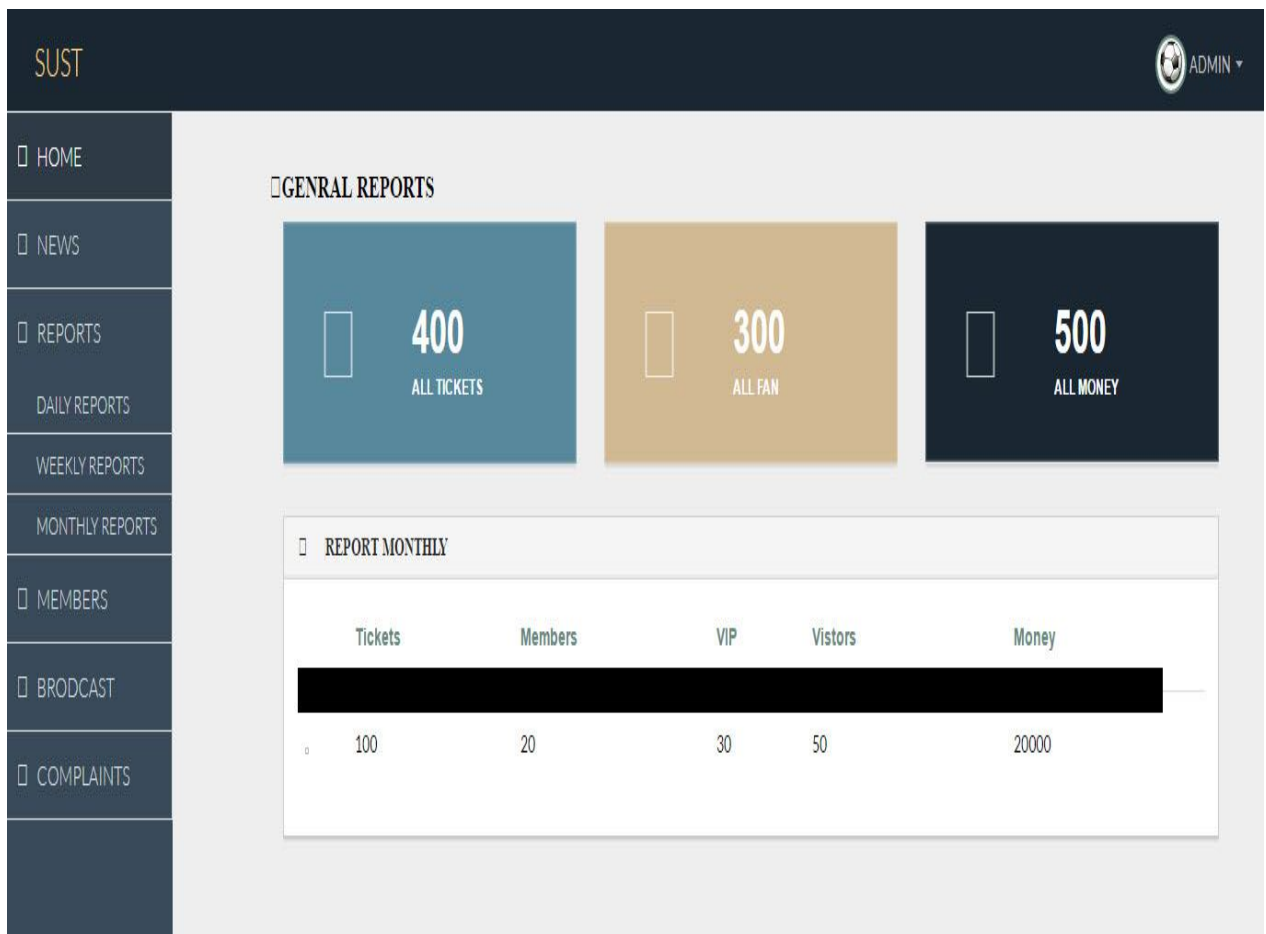 SUST
ADMIN
HOME
NEWS
REPORTS
DAILY REPORTS
WEEKLY REPORTS
MONTHLY REPORTS
MEMBERS
BRODCAST
COMPLAINTS
GENRAL REPORTS
400
ALL TICKETS
300
ALL FAN
500
ALL MONEY
REPORT MONTHLY
Tickets Members VIP Vistors Money
100 20 30 50 20000